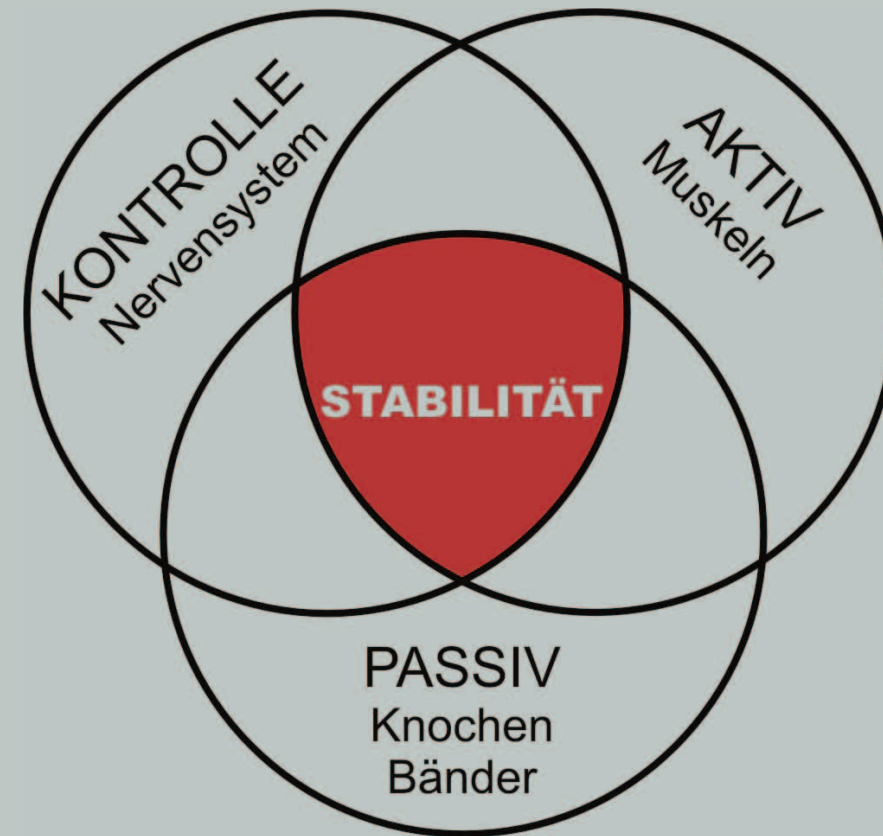 KONTROLLE
Nervensystem
AKTIV
Muskeln
STABILITÄT
PASSIV
Knochen
Bänder